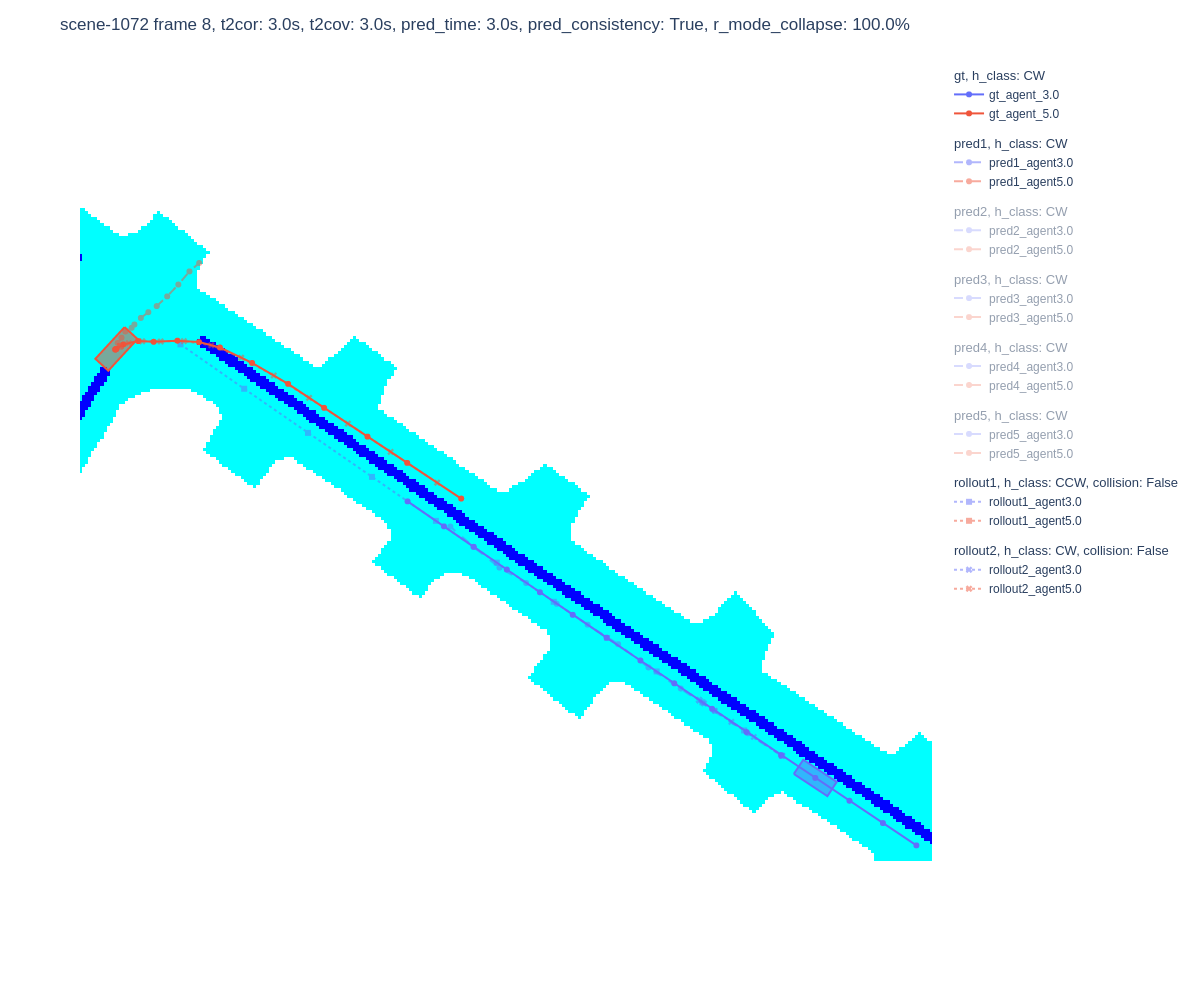 scene-1072 frame 8, t2cor: 3.0s, t2cov: 3.0s, pred_time: 3.0s, pred_consistency: True, r_mode_collapse: 100.0%
gt, h_class: CW
gt_agent_3.0
gt_agent_5.0
pred1, h_class: CW
pred1_agent3.0
pred1_agent5.0
pred2, h_class: CW
pred2_agent3.0
pred2_agent5.0
pred3, h_class: CW
pred3_agent3.0
pred3_agent5.0
pred4, h_class: CW
pred4_agent3.0
pred4_agent5.0
pred5, h_class: CW
pred5_agent3.0
pred5_agent5.0
rollout1, h_class: CCW, collision: False
rollout1_agent3.0
rollout1_agent5.0
rollout2, h_class: CW, collision: False
rollout2_agent3.0
rollout2_agent5.0